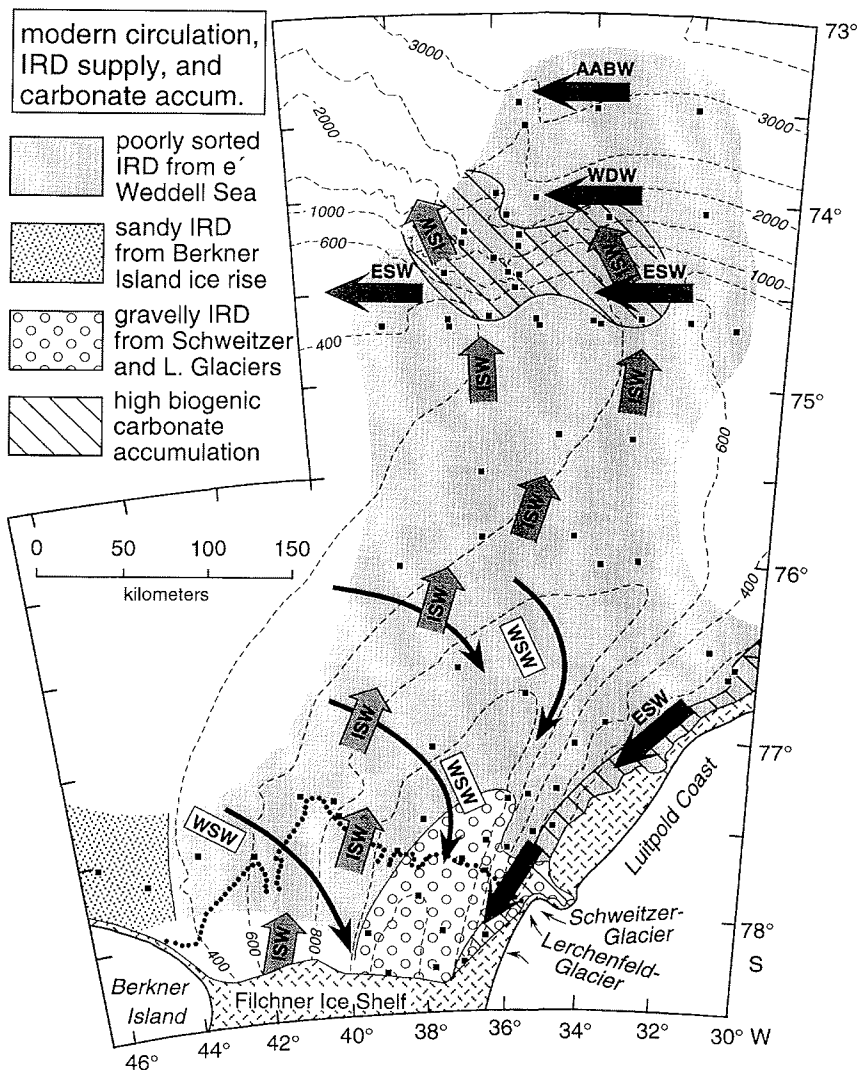 modern circulation,
IRD supply, and
carbonate accum.
poorly sorted
IRD from e´
Weddell Sea
sandy IRD
from Berkner
Island ice rise
gravelly IRD
from Schweitzer
and L. Glaciers
high biogenic
carbonate
accumulation
0 50 100 150
kilometers
3000
2000
1000
600
400
AABW
3000
WDW
2000
1000
ISW
ISW
ESW
ESW
ISW
ISW
600
ISW
400
ISW
WSW
ISW
ESW
WSW
WSW
ISW
ISW
400
600
800
Luitpold Coast
Schweitzer-
Glacier
Lerchenfeld-
Glacier
Berkner
Island
Filchner Ice Shelf
73°
74°
75°
76°
77°
78°
S
46° 44° 42° 40° 38° 36° 34° 32° 30° W